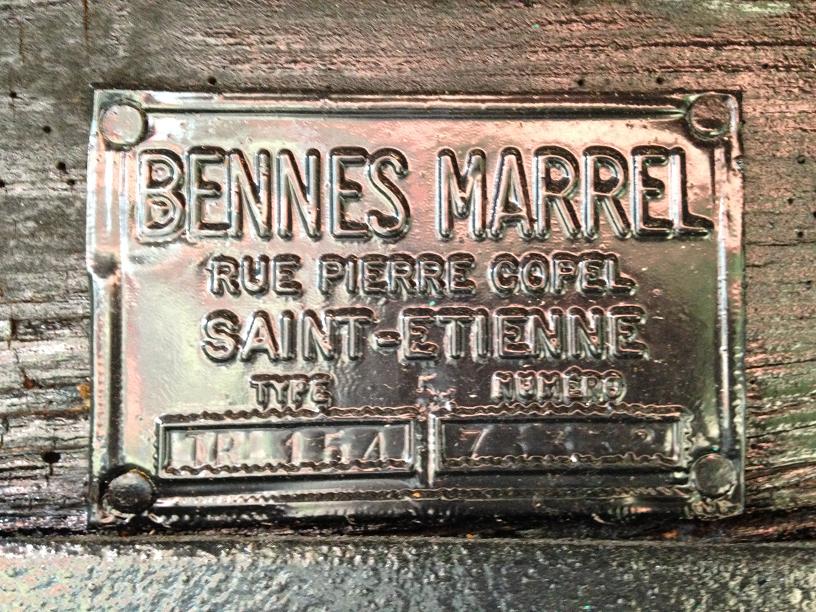 BENNES MARREL
RUE PIERRE COPEL
SAINT-ETIENNE
TYPE NUMÉRO